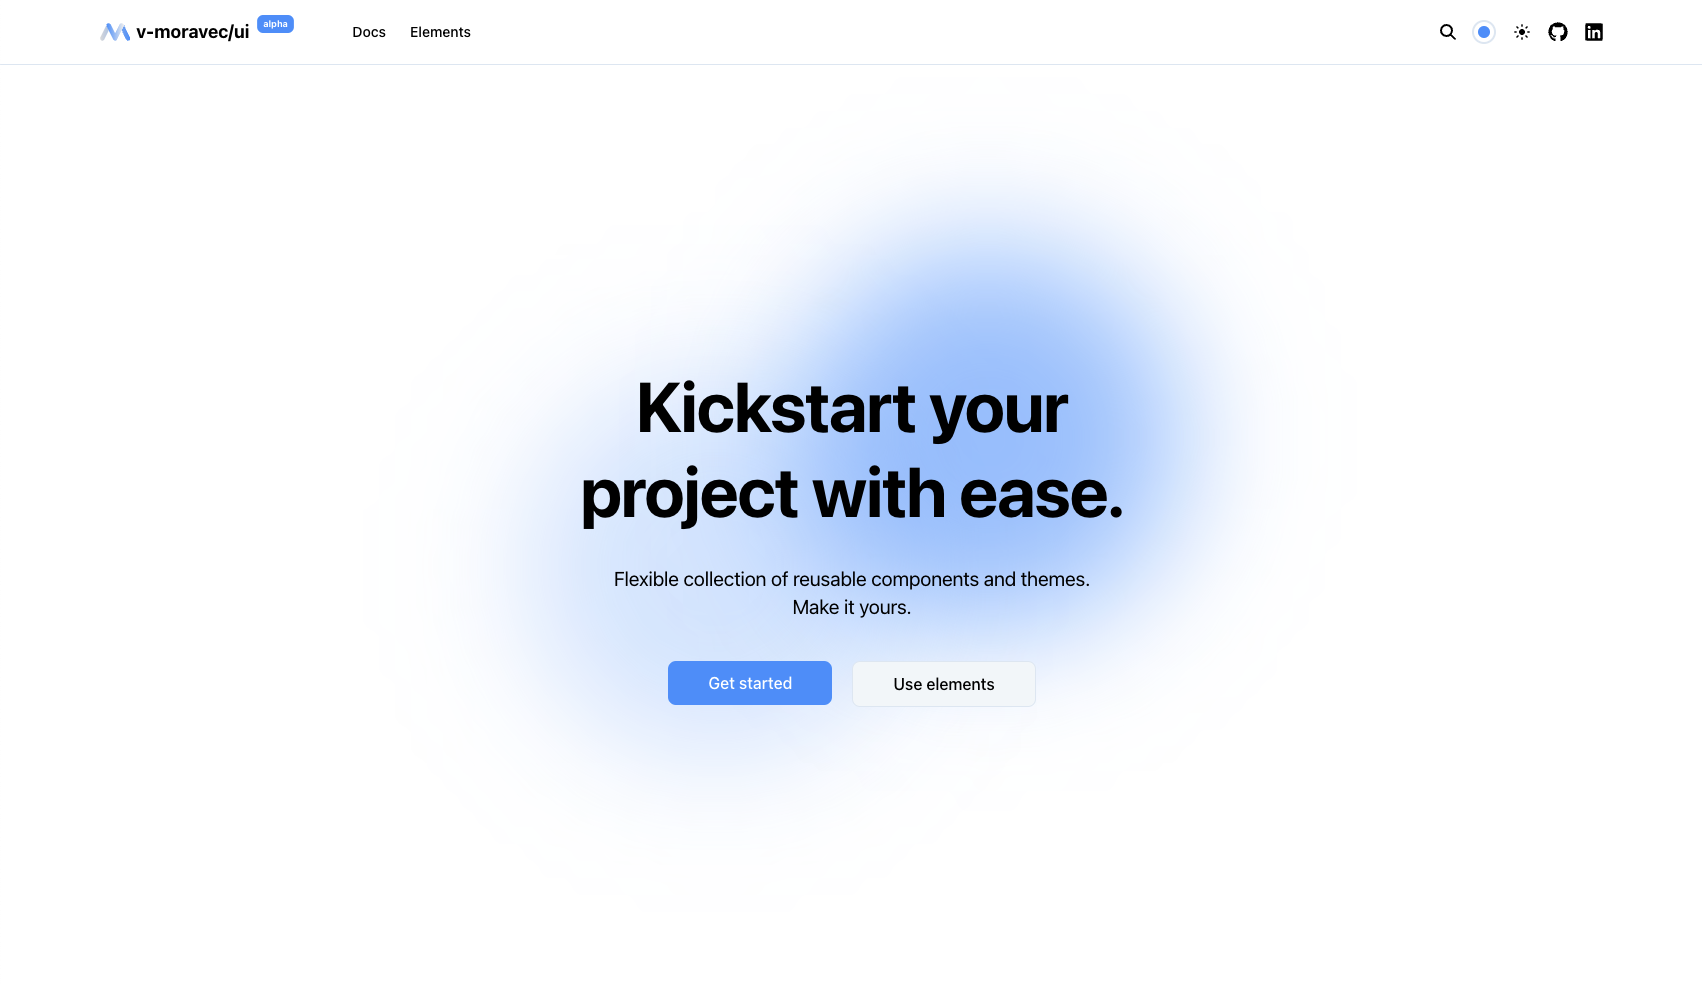 v-moravec/ui
alpha
Docs
Elements
Kickstart your
project with ease.
Flexible collection of reusable components and themes.
Make it yours.
Get started
Use elements